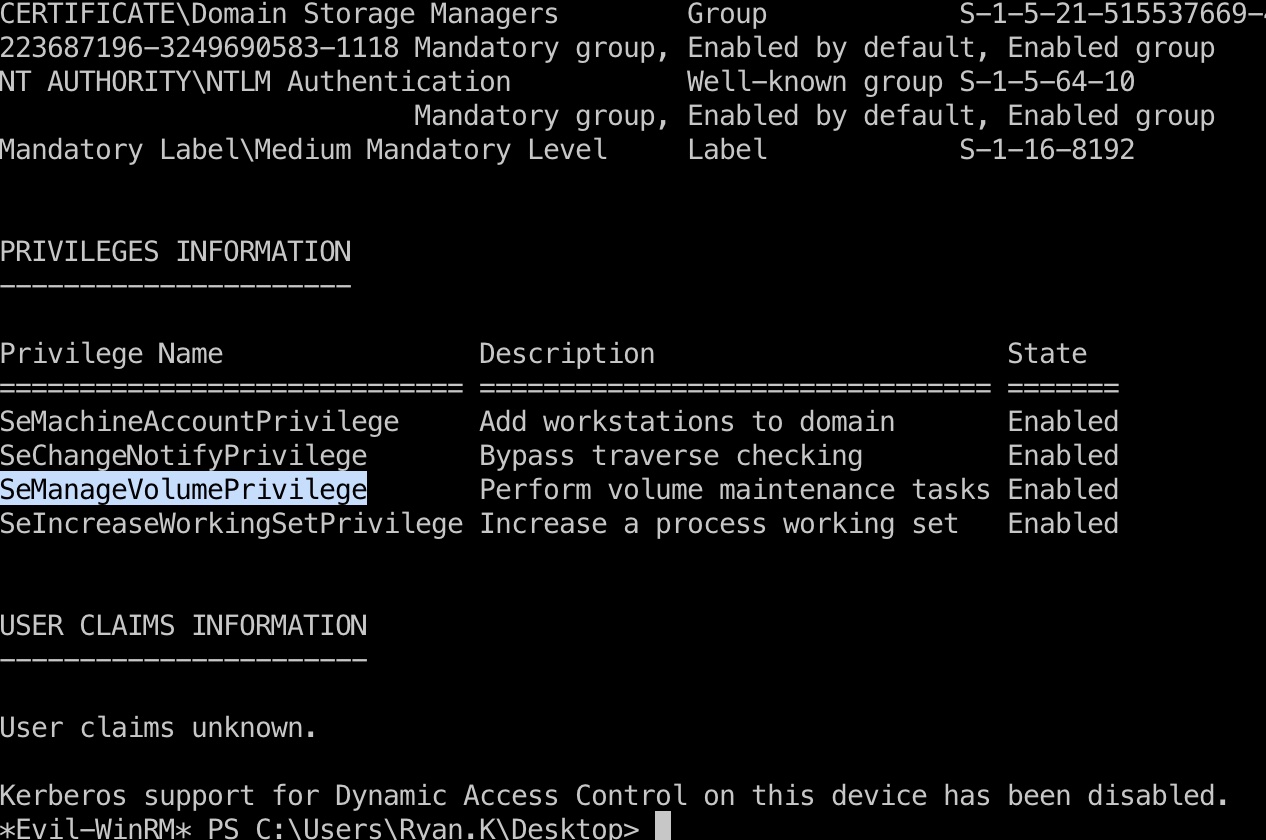 CERTIFICATE\Domain Storage Managers        Group            S-1-5-21-515537669-
223687196-3249690583-1118 Mandatory group, Enabled by default, Enabled group
NT AUTHORITY\NTLM Authentication           Well-known group S-1-5-64-10
                          Mandatory group, Enabled by default, Enabled group
Mandatory Label\Medium Mandatory Level     Label            S-1-16-8192
PRIVILEGES INFORMATION
----------------------
Privilege Name                Description                      State
============================= ================================ =======
SeMachineAccountPrivilege     Add workstations to domain       Enabled
SeChangeNotifyPrivilege       Bypass traverse checking         Enabled
SeManageVolumePrivilege       Perform volume maintenance tasks Enabled
SeIncreaseWorkingSetPrivilege Increase a process working set   Enabled
USER CLAIMS INFORMATION
-----------------------
User claims unknown.
Kerberos support for Dynamic Access Control on this device has been disabled.
*Evil-WinRM* PS C:\Users\Ryan.K\Desktop>